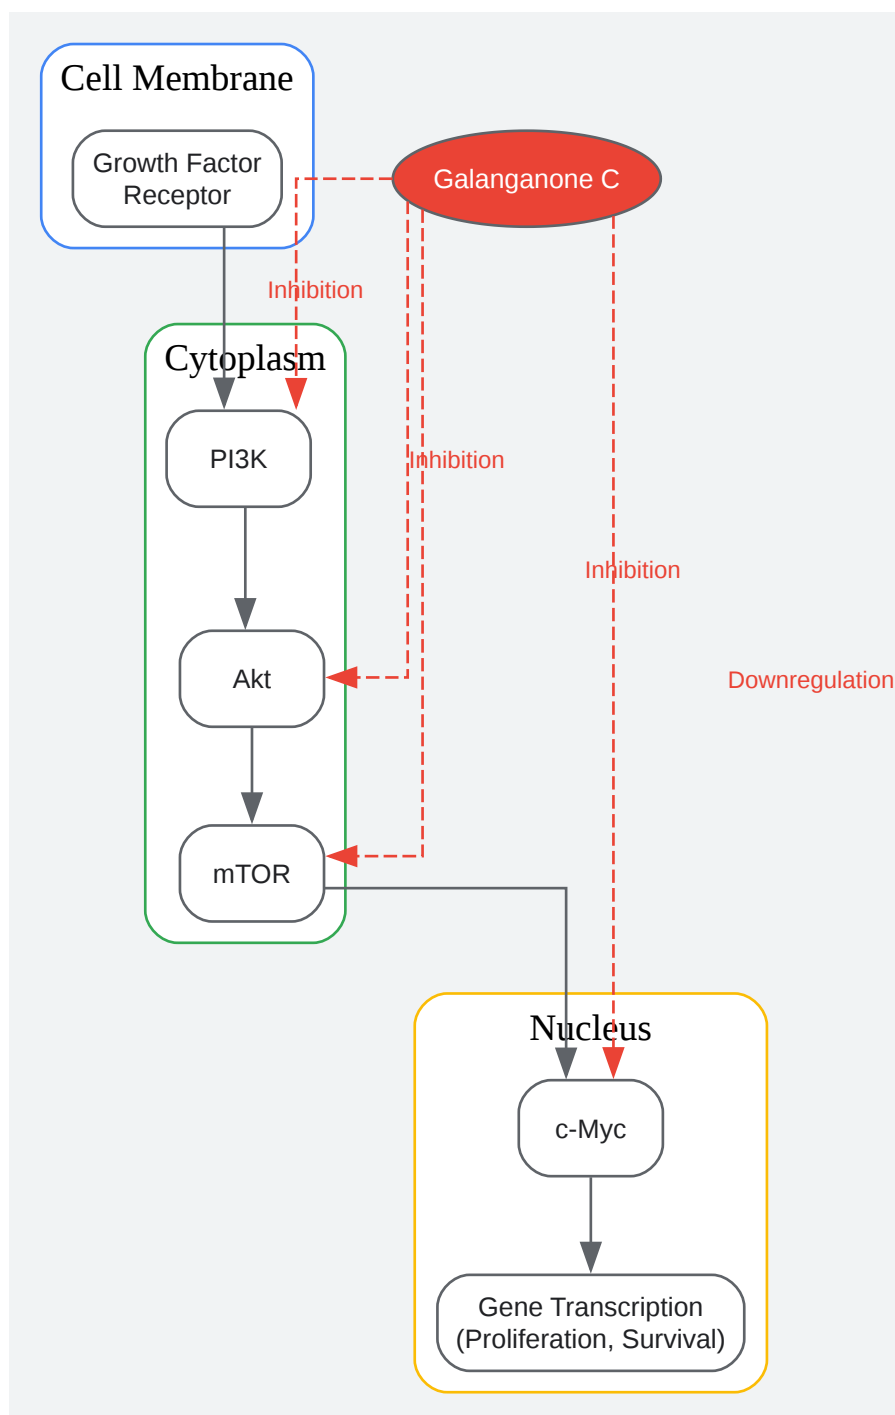 Cell Membrane
Growth Factor
Receptor
Galanganone C
Inhibition
Cytoplasm
PI3K
Inhibition
Inhibition
Akt
Downregulation
mTOR
Nucleus
c-Myc
Gene Transcription
(Proliferation, Survival)